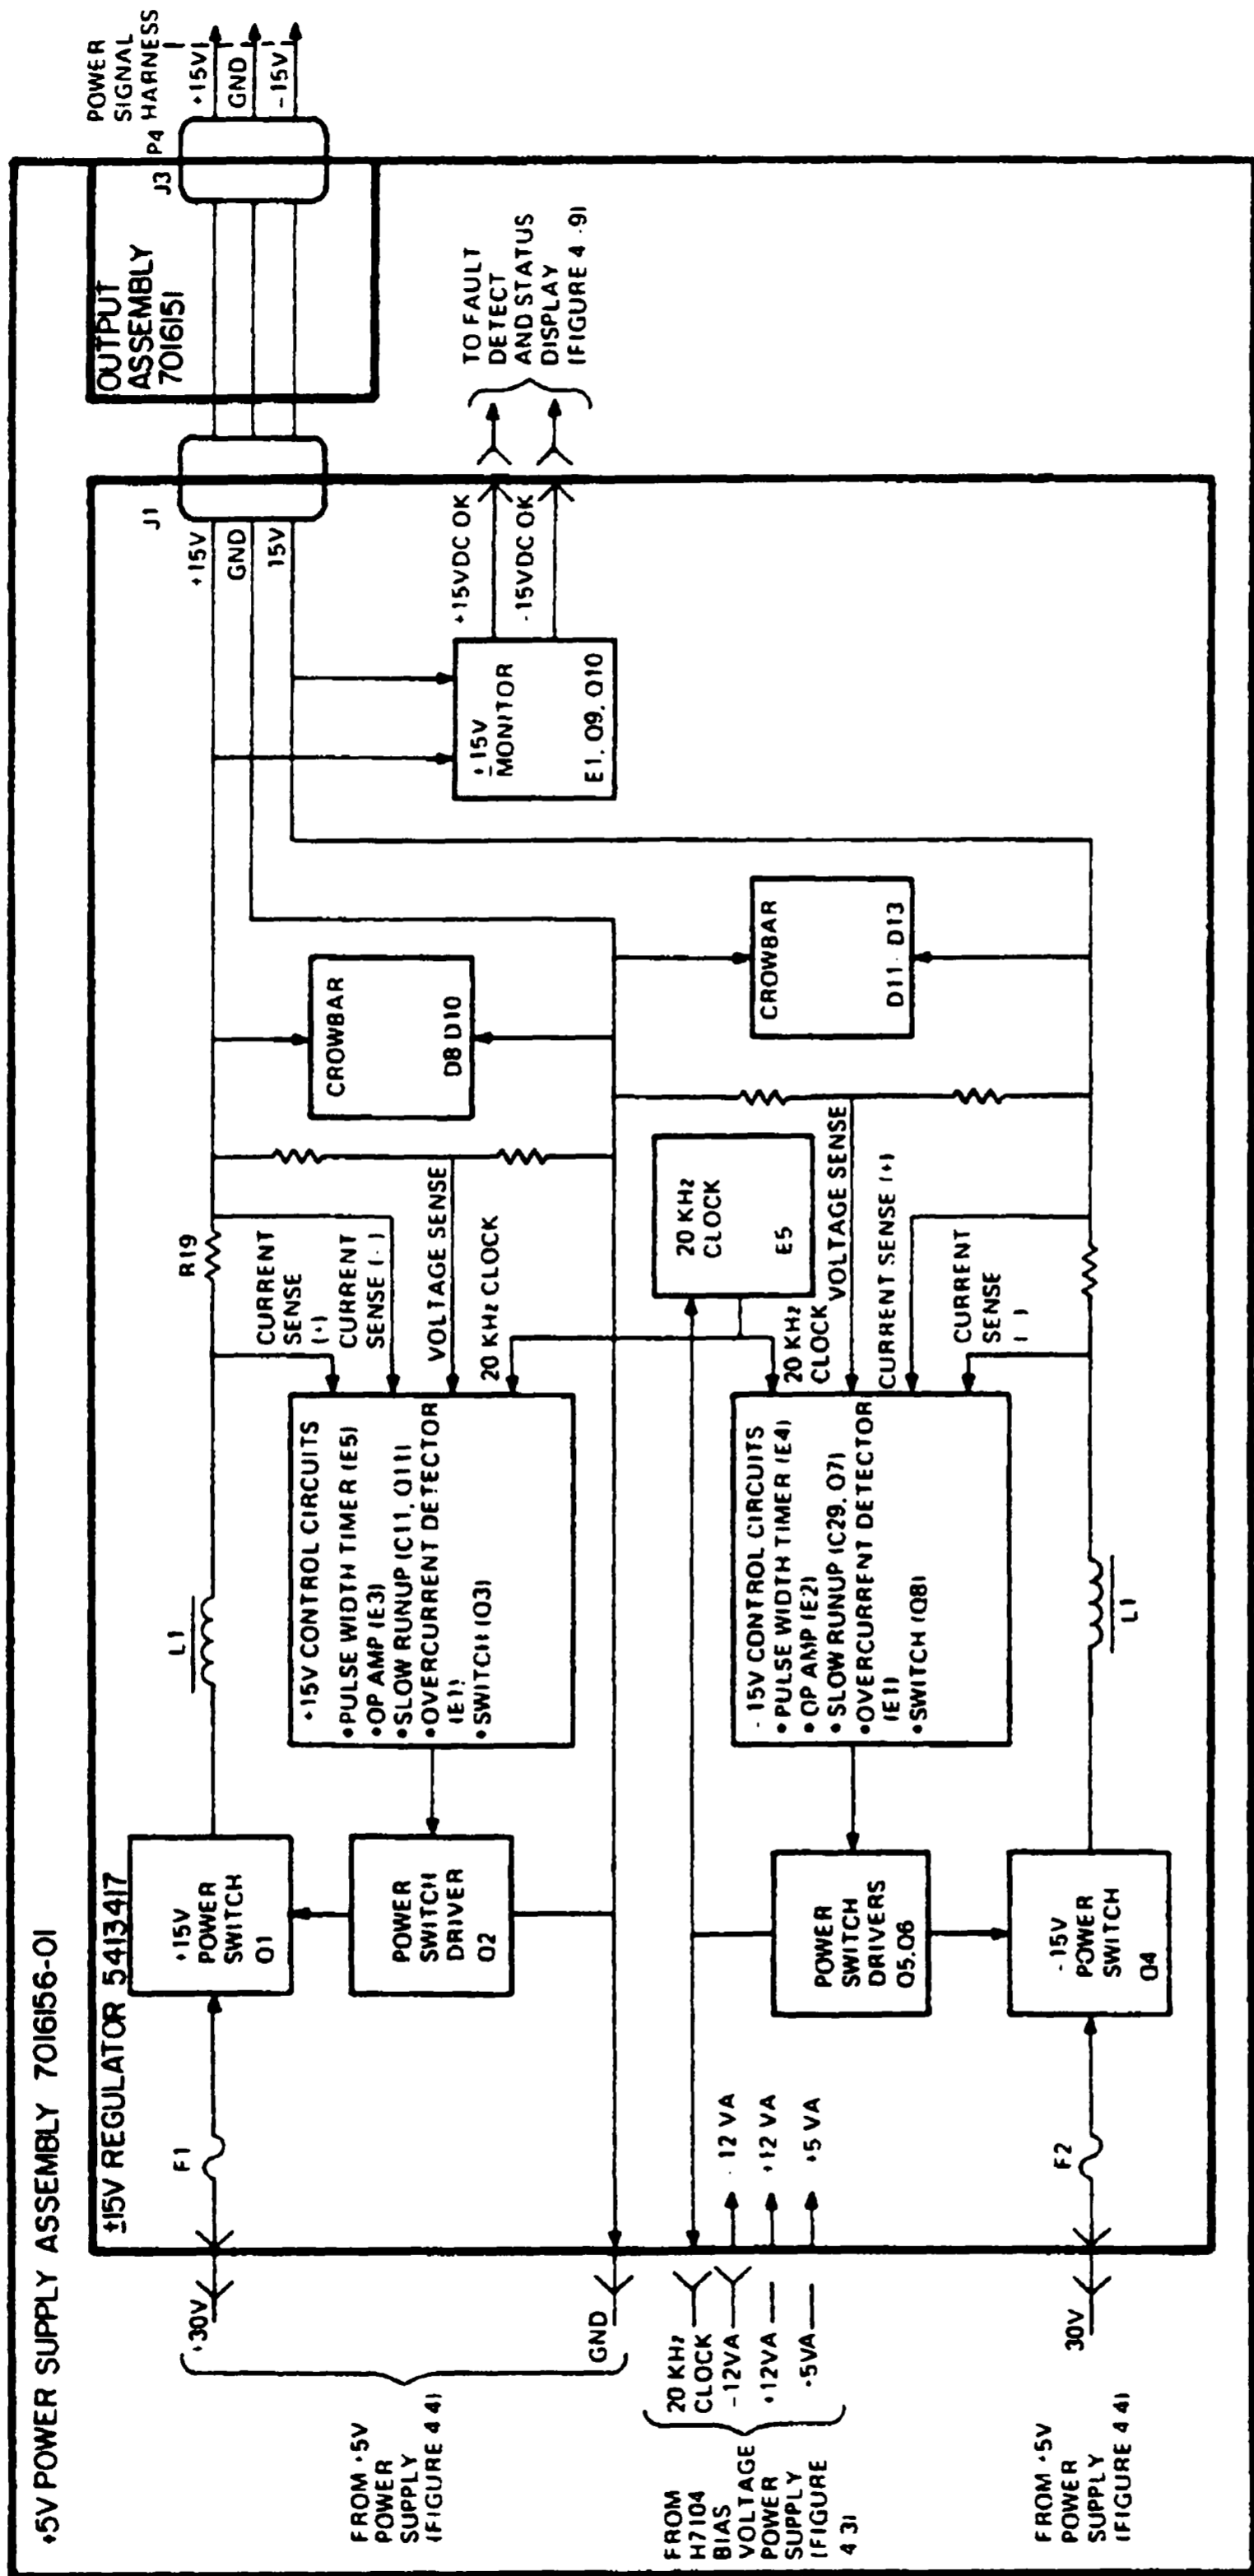 +5V POWER SUPPLY ASSEMBLY 7016156-01
±15V REGULATOR 5413417
OUTPUT
ASSEMBLY
7016151
POWER
SIGNAL
HARNESS
J3
P4
+15V
GND
-15V
J1
+15V
GND
15V
FROM +5V
POWER
SUPPLY
(FIGURE 4 4)
+30V
GND
F1
+15V
POWER
SWITCH
Q1
L1
R19
CURRENT
SENSE
(+)
CURRENT
SENSE (-)
VOLTAGE SENSE
20 KHz CLOCK
POWER
SWITCH
DRIVER
Q2
+15V CONTROL CIRCUITS
•PULSE WIDTH TIMER (E5)
•OP AMP (E3)
•SLOW RUNUP (C11, Q11)
•OVERCURRENT DETECTOR
(E1)
•SWITCH (Q3)
CROWBAR
D8 D10
±15V
MONITOR
E1, Q9, Q10
+15VDC OK
-15VDC OK
TO FAULT
DETECT
AND STATUS
DISPLAY
(FIGURE 4-9)
FROM
H7104
BIAS
VOLTAGE
POWER
SUPPLY
(FIGURE
4 3)
20 KHz
CLOCK
-12VA
+12VA
+5VA
-12 VA
+12 VA
+5 VA
20 KHz
CLOCK
E5
20 KHz
CLOCK
VOLTAGE SENSE
CURRENT SENSE (+)
CURRENT
SENSE
( )
POWER
SWITCH
DRIVERS
Q5,Q6
-15V CONTROL CIRCUITS
•PULSE WIDTH TIMER (E4)
•OP AMP (E2)
•SLOW RUNUP (C29, Q7)
•OVERCURRENT DETECTOR
(E1)
•SWITCH (Q8)
CROWBAR
D11- D13
FROM +5V
POWER
SUPPLY
(FIGURE 4 4)
30V
F2
-15V
POWER
SWITCH
Q4
L1